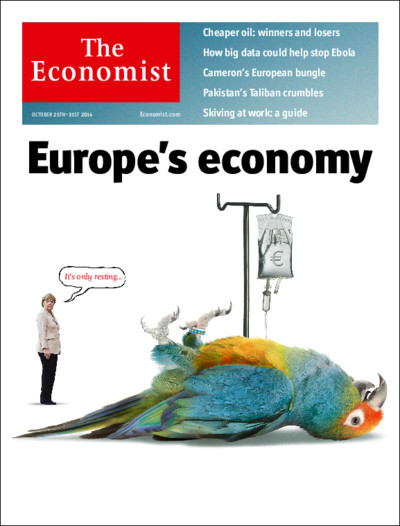 The
Economist
Cheaper oil: winners and losers
How big data could help stop Ebola
Cameron's European bungle
Pakistan's Taliban crumbles
Skiving at work: a guide
OCTOBER 25TH–31ST 2014
Economist.com
Europe's economy
It's only resting...
€